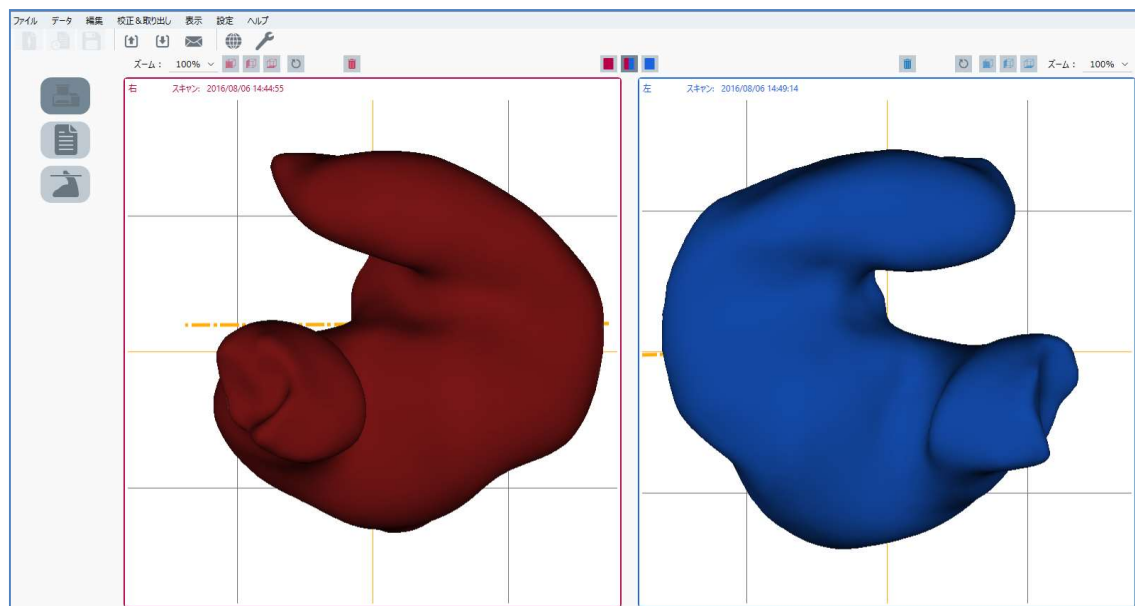 ファイル データ 編集 校正＆取り出し 表示 設定 ヘルプ
ズーム： 100%
ズーム： 100%
右 スキャン: 2016/08/06 14:44:55
左 スキャン: 2016/08/06 14:49:14